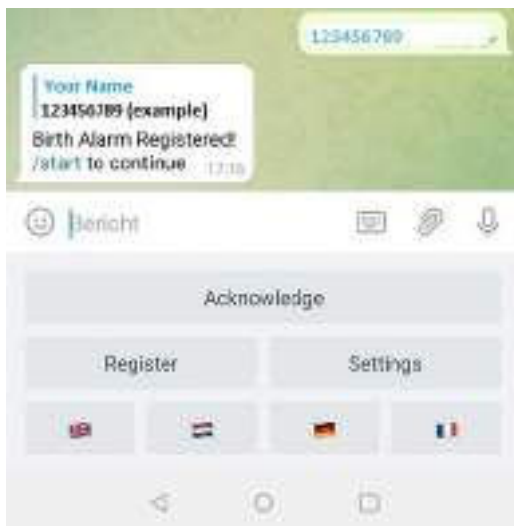 123456789
Your Name
123456789 (example)
Birth Alarm Registered!
/start to continue 17:18
Bericht
Acknowledge
Register
Settings